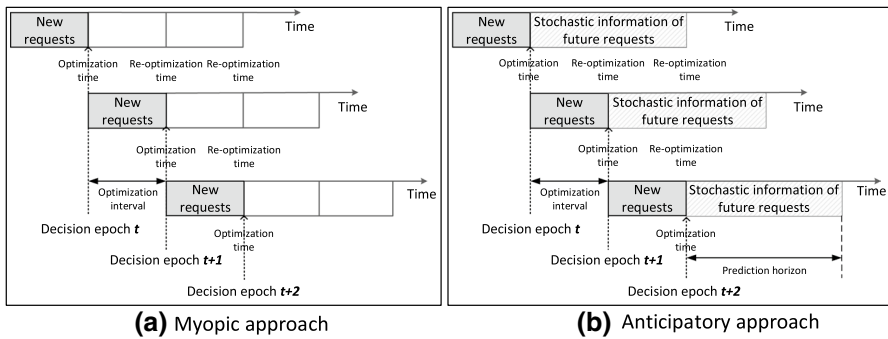 New
requests
Time
Optimization
time
Re-optimization
time
Re-optimization
time
New
requests
Time
Optimization
time
Re-optimization
time
Optimization
interval
New
requests
Time
Decision epoch t
Optimization
time
Decision epoch t+1
Decision epoch t+2
(a) Myopic approach
New
requests
Stochastic information of
future requests
Time
Optimization
time
Re-optimization
time
Re-optimization
time
New
requests
Stochastic information of
future requests
Time
Optimization
time
Re-optimization
time
Optimization
interval
New
requests
Stochastic information of
future requests
Time
Decision epoch t
Optimization
time
Decision epoch t+1
Prediction horizon
Decision epoch t+2
(b) Anticipatory approach